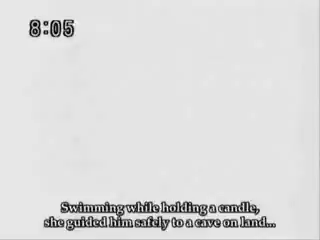 8:05
Swimming while holding a candle,
she guided him safely to a cave on land...